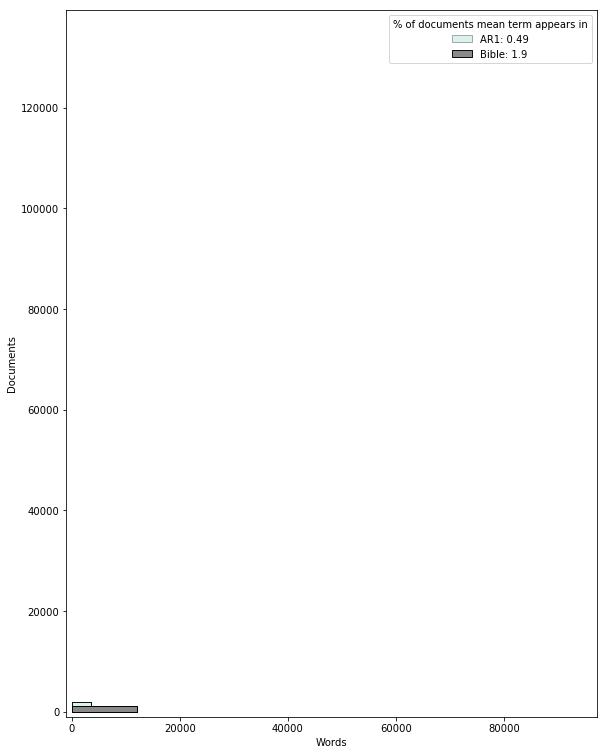 % of documents mean term appears in
AR1: 0.49
Bible: 1.9
120000
100000
80000
60000
40000
20000
0
Documents
0 20000 40000 60000 80000
Words